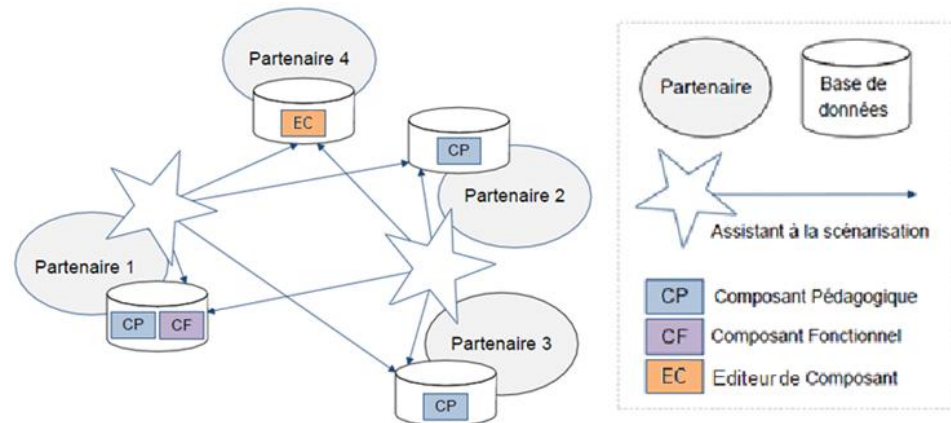 Partenaire 4
EC
CP
Partenaire 2
Partenaire 1
CP CF
Partenaire 3
CP
Partenaire
Base de
données
Assistant à la scénarisation
CP Composant Pédagogique
CF Composant Fonctionnel
EC Editeur de Composant